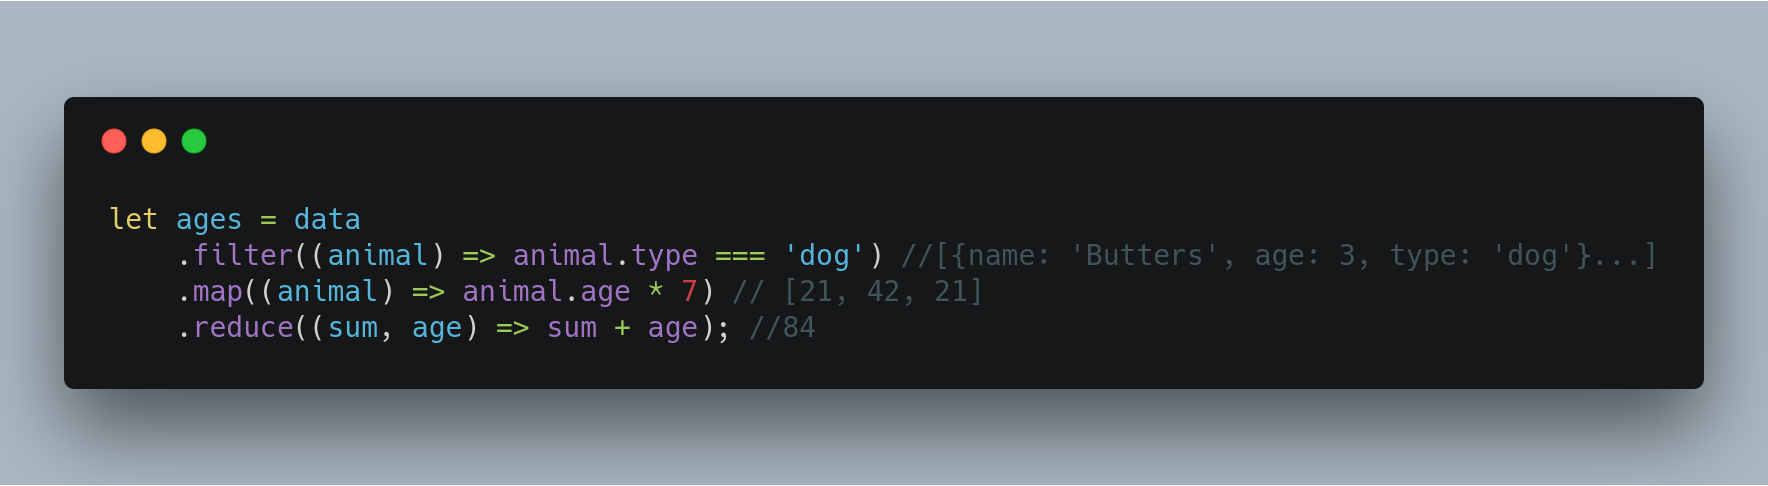 let ages = data
    .filter((animal) => animal.type === 'dog') //[{name: 'Butters', age: 3, type: 'dog'}...]
    .map((animal) => animal.age * 7) // [21, 42, 21]
    .reduce((sum, age) => sum + age); //84